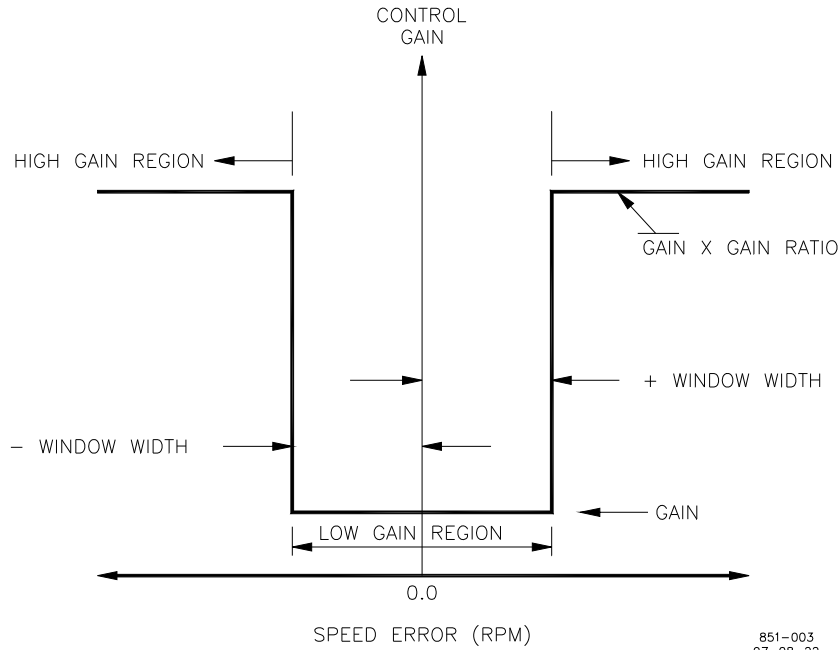 CONTROL
GAIN
HIGH GAIN REGION
HIGH GAIN REGION
GAIN X GAIN RATIO
+ WINDOW WIDTH
- WINDOW WIDTH
GAIN
LOW GAIN REGION
0.0
SPEED ERROR (RPM)
851-003